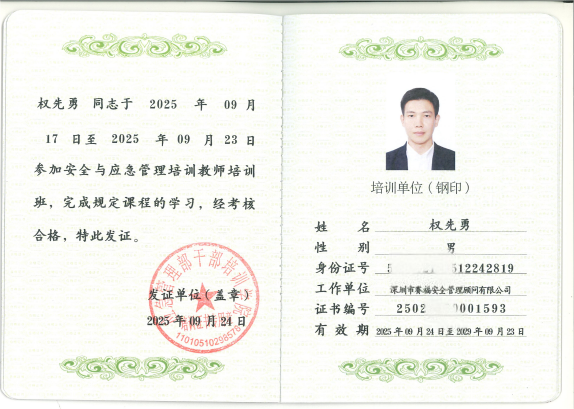 权先勇 同志于 2025 年 09 月
17 日至 2025 年 09 月 23 日
参加安全与应急管理培训教师培训
班，完成规定课程的学习，经考核
合格，特此发证。
发证单位（盖章）
2025 年 09 月 24 日
管理部干部培训
11010510298578
培训单位（钢印）
姓 名 权先勇
性 别 男
身份证号 5 512242819
工作单位 深圳市赛福安全管理顾问有限公司
证书编号 2502 0001593
有 效 期 2025 年 09 月 24 日至 2029 年 09 月 23 日